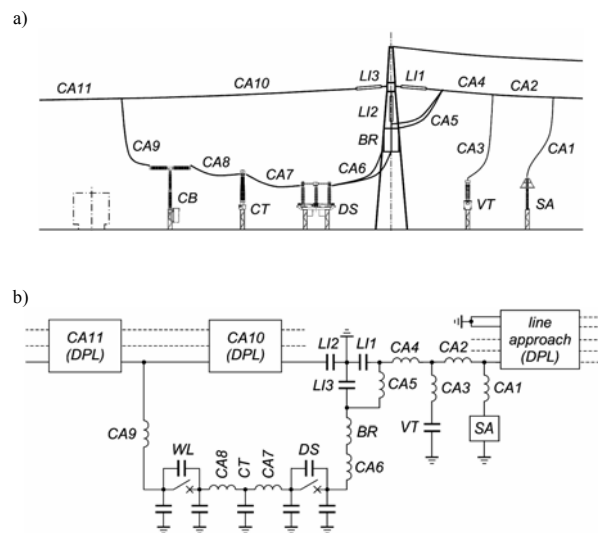 a)
CA11 CA10 LI3 LI1 CA4 CA2
LI2 CA5
BR
CA9 CA8 CA7 CA6 CA3 CA1
CB CT DS VT SA
b)
CA11 (DPL)
CA10 (DPL)
line approach (DPL)
LI2 LI1 CA4 CA2
LI3 CA5 CA3 CA1
CA9 BR VT SA
WL CA8 CT CA7 DS CA6